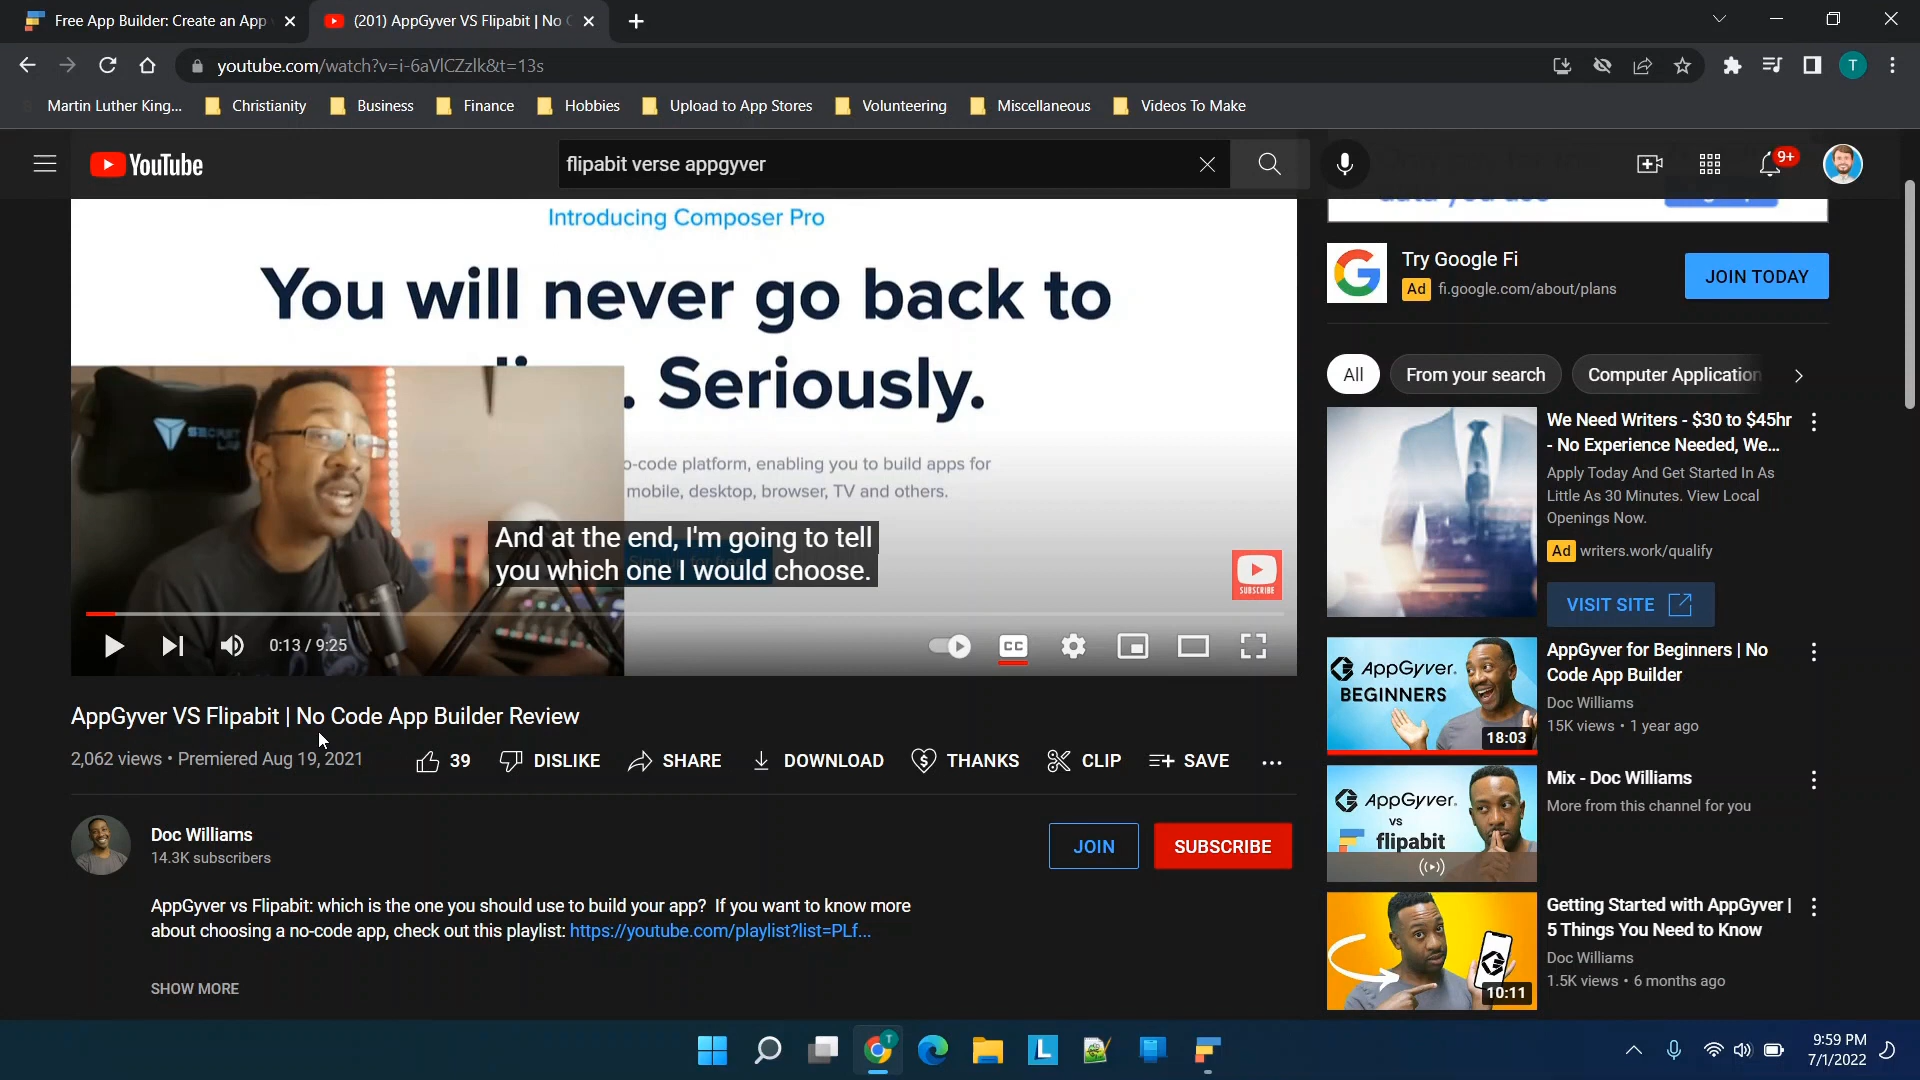 Free App Builder: Create an App
(201) AppGyver VS Flipabit | No
youtube.com/watch?v=i-6aVlCZzlk&t=13s
T
Martin Luther King...
Christianity
Business
Finance
Hobbies
Upload to App Stores
Volunteering
Miscellaneous
Videos To Make
YouTube
flipabit verse appgyver
9+
Introducing Composer Pro
You will never go back to
. Seriously.
o-code platform, enabling you to build apps for
mobile, desktop, browser, TV and others.
And at the end, I'm going to tell
you which one I would choose.
SUBSCRIBE
0:13 / 9:25
CC
AppGyver VS Flipabit | No Code App Builder Review
2,062 views • Premiered Aug 19, 2021
39
DISLIKE
SHARE
DOWNLOAD
THANKS
CLIP
SAVE
Doc Williams
14.3K subscribers
JOIN
SUBSCRIBE
AppGyver vs Flipabit: which is the one you should use to build your app? If you want to know more
about choosing a no-code app, check out this playlist: https://youtube.com/playlist?list=PLf...
SHOW MORE
Try Google Fi
Ad fi.google.com/about/plans
JOIN TODAY
All
From your search
Computer Application
We Need Writers - $30 to $45hr
- No Experience Needed, We...
Apply Today And Get Started In As
Little As 30 Minutes. View Local
Openings Now.
Ad writers.work/qualify
VISIT SITE
AppGyver.
BEGINNERS
18:03
AppGyver for Beginners | No
Code App Builder
Doc Williams
15K views • 1 year ago
AppGyver.
vs
flipabit
Mix - Doc Williams
More from this channel for you
10:11
Getting Started with AppGyver |
5 Things You Need to Know
Doc Williams
1.5K views • 6 months ago
T
L
9:59 PM
7/1/2022